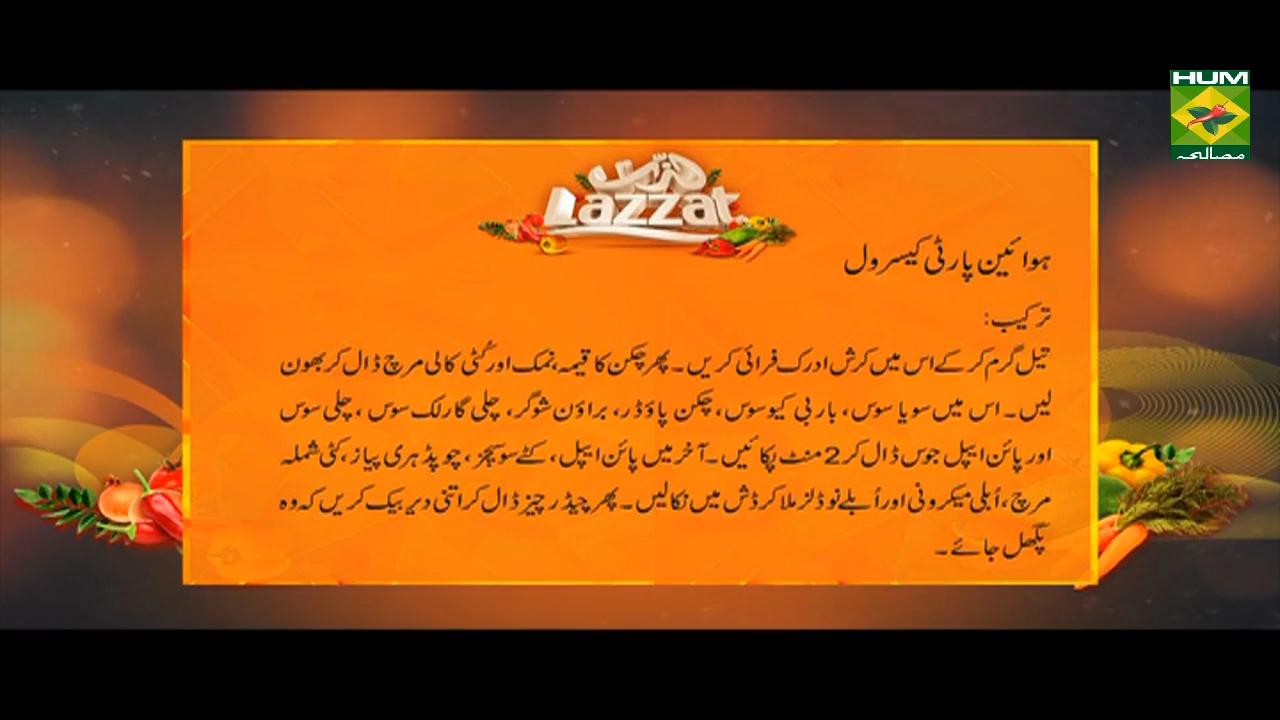 HUM
مصالحہ
لذت
Lazzat
ہوائین پارٹی کیسرول
ترکیب:
تیل گرم کر کے اس میں کرش اورک فرائی کریں۔ پھر چکن کا قیمہ، نمک اور کُٹی کالی مرچ ڈال کر بھون
لیں۔ اس میں سویا سوس، باربی کیو سوس، چکن پاؤڈر، براؤن شوگر، چلی گارلک سوس، چلی سوس
اور پائن ایپل جوس ڈال کر 2 منٹ پکائیں۔ آخر میں پائن ایپل، کٹے سوسیجز، چوپڈ ہری پیاز، کٹی شملہ
مرچ، اُبلی میکرونی اور اُبلے نوڈلز ملا کر ڈش میں نکالیں۔ پھر چیڈر چیز ڈال کر اتنی دیر بیک کریں کہ وہ
پگھل جائے۔